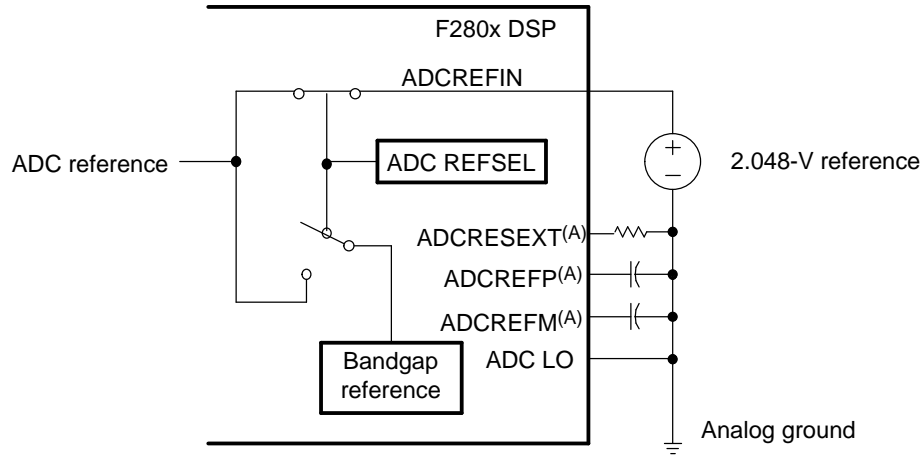 F280x DSP
ADCREFIN
ADC reference
ADC REFSEL
+
−
2.048-V reference
ADCRESEXT(A)
ADCREFP(A)
ADCREFM(A)
Bandgap
reference
ADC LO
Analog ground